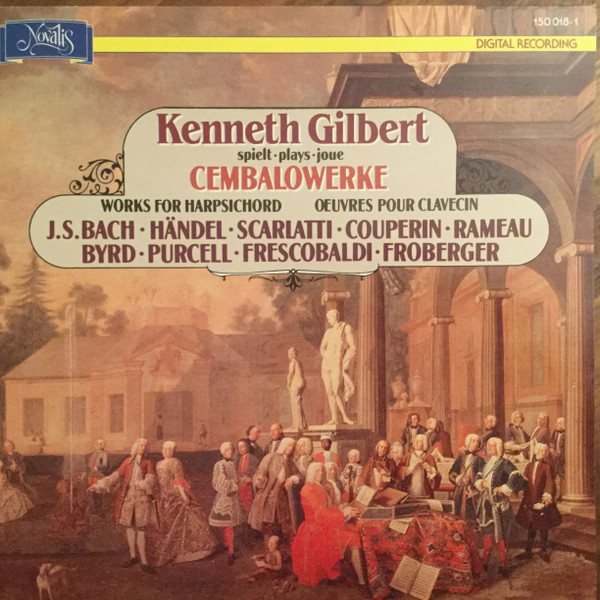 Novalis
150 018-1
DIGITAL RECORDING
Kenneth Gilbert
spielt · plays · joue
CEMBALOWERKE
WORKS FOR HARPSICHORD   OEUVRES POUR CLAVECIN
J.S.BACH · HÄNDEL · SCARLATTI · COUPERIN · RAMEAU
BYRD · PURCELL · FRESCOBALDI · FROBERGER